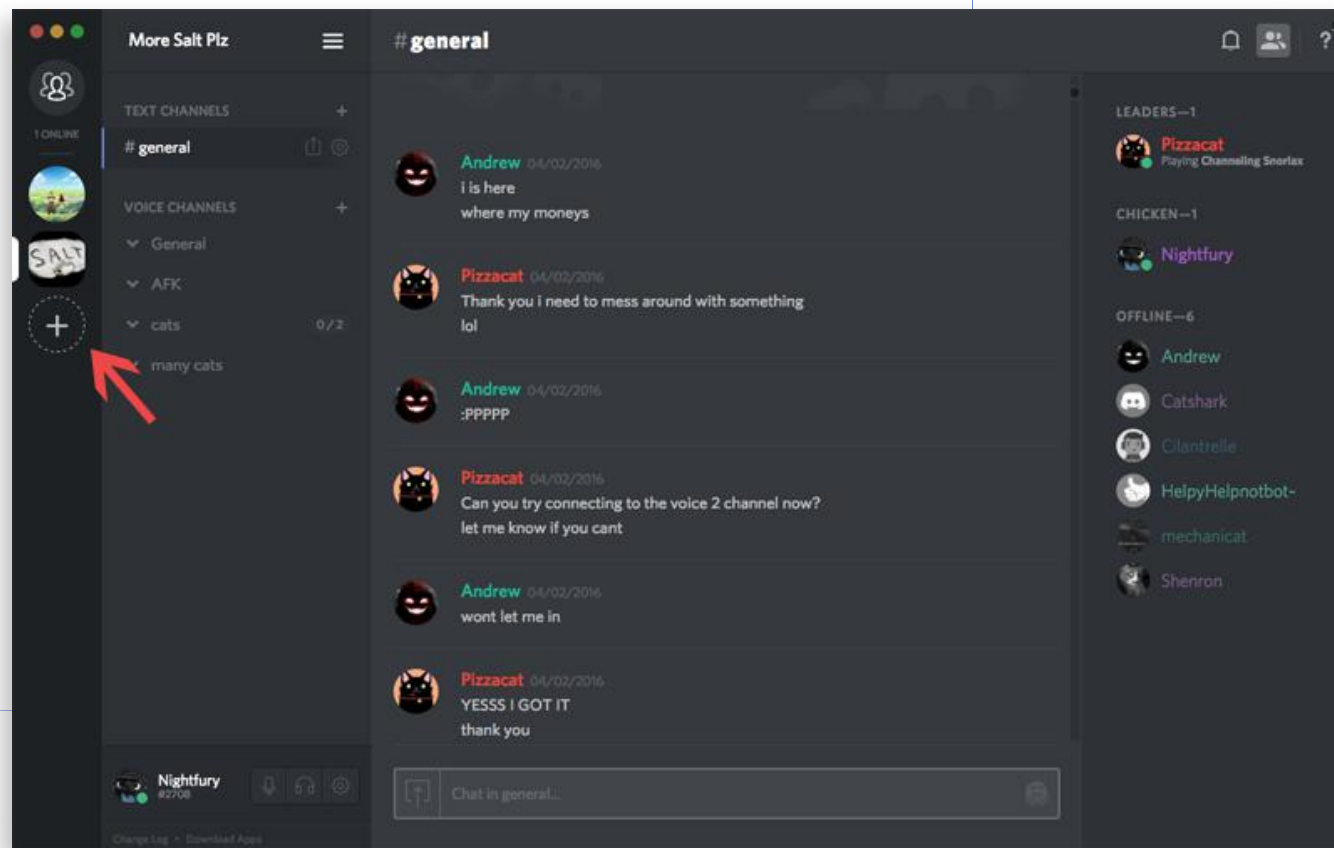 More Salt Plz
# general
?
1 ONLINE
SALT
TEXT CHANNELS +
# general
VOICE CHANNELS +
General
AFK
cats 0/2
many cats
Nightfury
#2708
Change Log • Download Apps
Andrew 04/02/2016
i is here
where my moneys
Pizzacat 04/02/2016
Thank you i need to mess around with something
lol
Andrew 04/02/2016
:PPPPP
Pizzacat 04/02/2016
Can you try connecting to the voice 2 channel now?
let me know if you cant
Andrew 04/02/2016
wont let me in
Pizzacat 04/02/2016
YESSS I GOT IT
thank you
Chat in general...
LEADERS—1
Pizzacat
Playing Channeling Snorlax
CHICKEN—1
Nightfury
OFFLINE—6
Andrew
Catshark
Cilantrelle
HelpyHelpnotbot~
mechanicat
Shenron